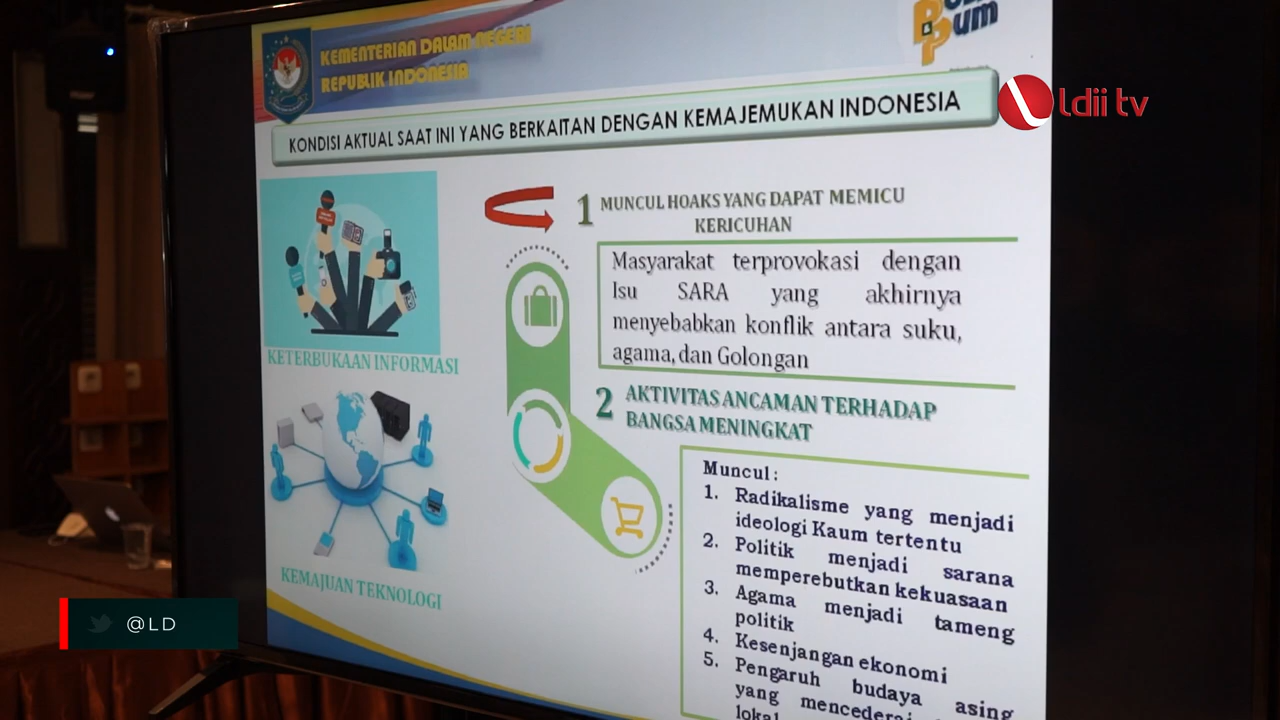 KEMENTERIAN DALAM NEGERI
REPUBLIK INDONESIA
Pum
ldii tv
KONDISI AKTUAL SAAT INI YANG BERKAITAN DENGAN KEMAJEMUKAN INDONESIA
KETERBUKAAN INFORMASI
KEMAJUAN TEKNOLOGI
1 MUNCUL HOAKS YANG DAPAT MEMICU
KERICUHAN
Masyarakat terprovokasi dengan
Isu SARA yang akhirnya
menyebabkan konflik antara suku,
agama, dan Golongan
2 AKTIVITAS ANCAMAN TERHADAP
BANGSA MENINGKAT
Muncul :
1. Radikalisme yang menjadi
ideologi Kaum tertentu
2. Politik menjadi sarana
memperebutkan kekuasaan
3. Agama menjadi tameng
politik
4. Kesenjangan ekonomi
5. Pengaruh budaya asing
yang mencederai
lokal
@LD